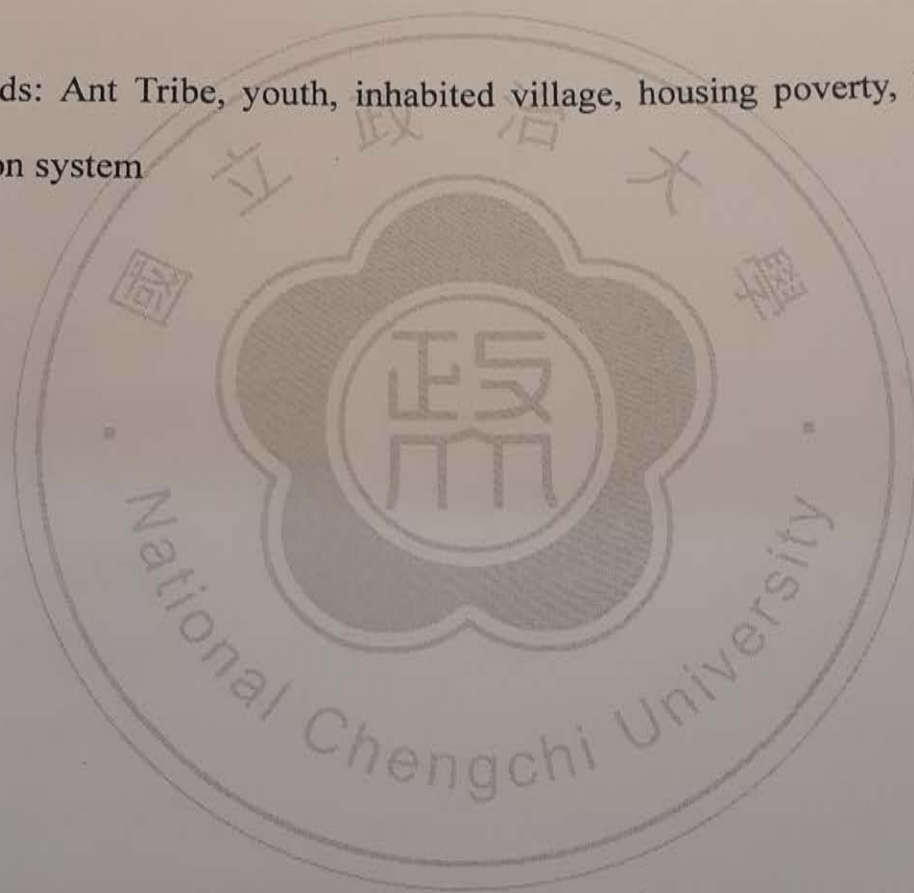 ds: Ant Tribe, youth, inhabited village, housing poverty,
on system
國立政治大學
政
National Chengchi University